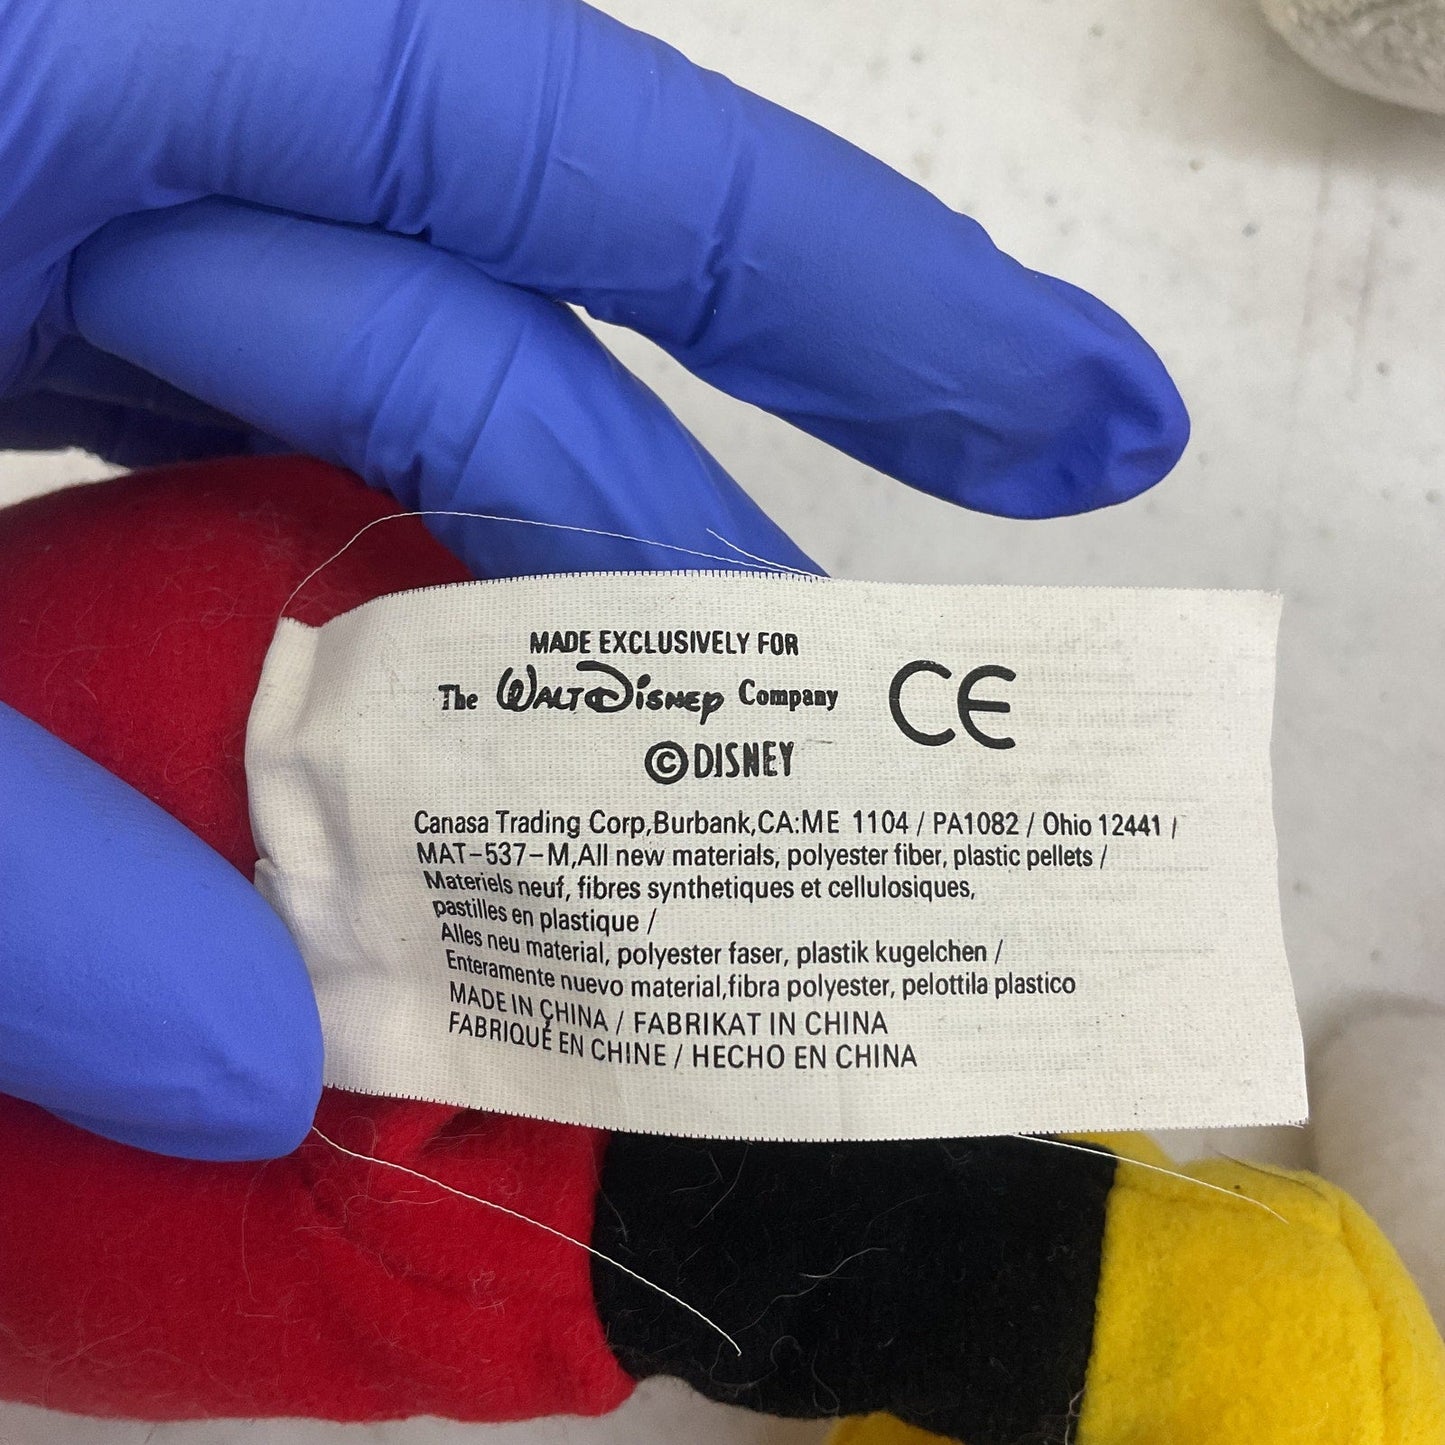 MADE EXCLUSIVELY FOR
The WALT DISNEY Company CE
©DISNEY
Canasa Trading Corp,Burbank,CA:ME 1104 / PA1082 / Ohio 12441 /
MAT-537-M,All new materials, polyester fiber, plastic pellets /
Materiels neuf, fibres synthetiques et cellulosiques,
pastilles en plastique /
Alles neu material, polyester faser, plastik kugelchen /
Enteramente nuevo material,fibra polyester, pelottila plastico
MADE IN CHINA / FABRIKAT IN CHINA
FABRIQUÉ EN CHINE / HECHO EN CHINA